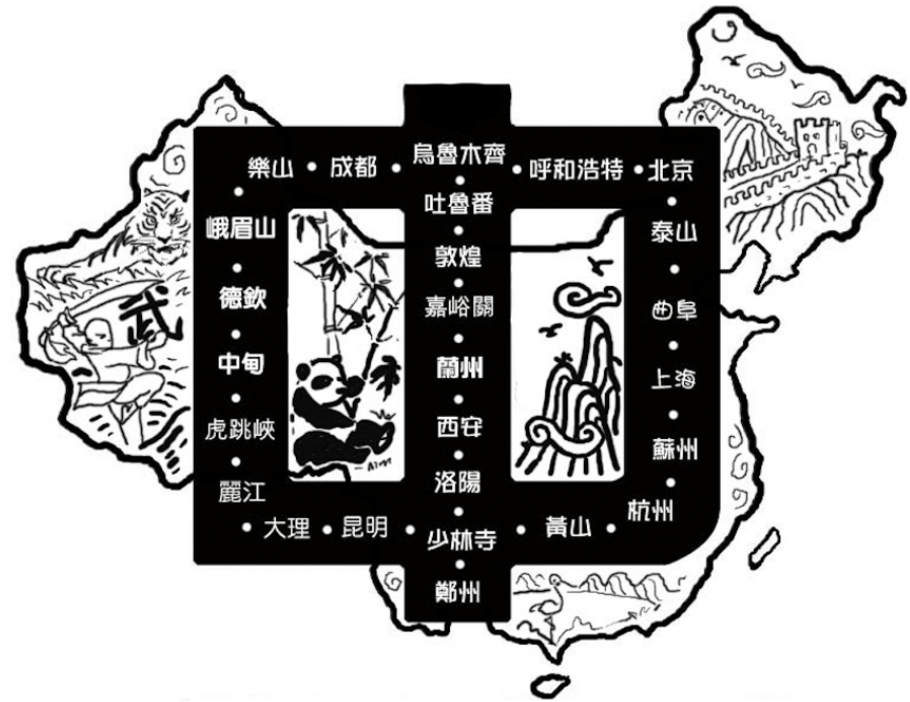 樂山 • 成都 • 烏魯木齊 • 呼和浩特 • 北京
吐魯番
峨眉山
泰山
敦煌
德欽
嘉峪關
曲阜
中甸
蘭州
上海
虎跳峽
西安
蘇州
洛陽
麗江
杭州
大理 • 昆明 • 少林寺 • 黃山
鄭州
武